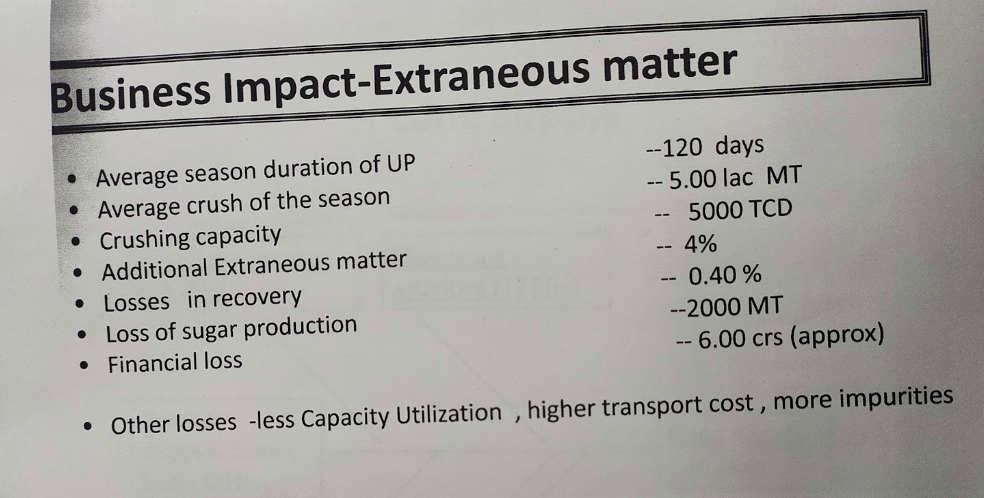 Business Impact-Extraneous matter
• Average season duration of UP --120 days
• Average crush of the season -- 5.00 lac MT
• Crushing capacity -- 5000 TCD
• Additional Extraneous matter -- 4%
• Losses in recovery -- 0.40 %
• Loss of sugar production --2000 MT
• Financial loss -- 6.00 crs (approx)
• Other losses -less Capacity Utilization , higher transport cost , more impurities